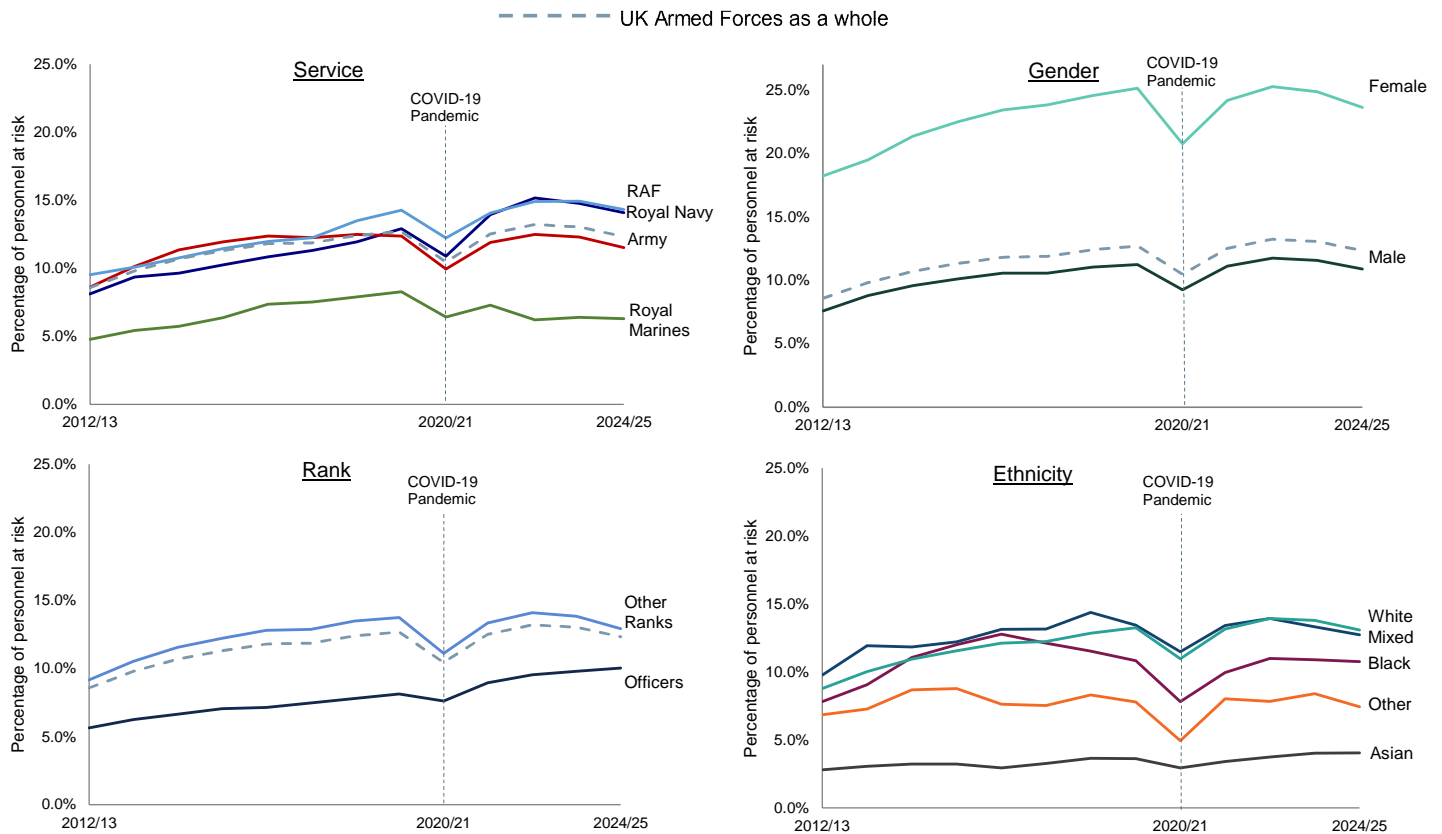 UK Armed Forces as a whole
Service
Percentage of personnel at risk
25.0%
20.0%
15.0%
10.0%
5.0%
0.0%
COVID-19
Pandemic
RAF
Royal Navy
Army
Royal
Marines
2012/13
2020/21
2024/25
Gender
Percentage of personnel at risk
25.0%
20.0%
15.0%
10.0%
5.0%
0.0%
COVID-19
Pandemic
Female
Male
2012/13
2020/21
2024/25
Rank
Percentage of personnel at risk
25.0%
20.0%
15.0%
10.0%
5.0%
0.0%
COVID-19
Pandemic
Other
Ranks
Officers
2012/13
2020/21
2024/25
Ethnicity
Percentage of personnel at risk
25.0%
20.0%
15.0%
10.0%
5.0%
0.0%
COVID-19
Pandemic
White
Mixed
Black
Other
Asian
2012/13
2020/21
2024/25